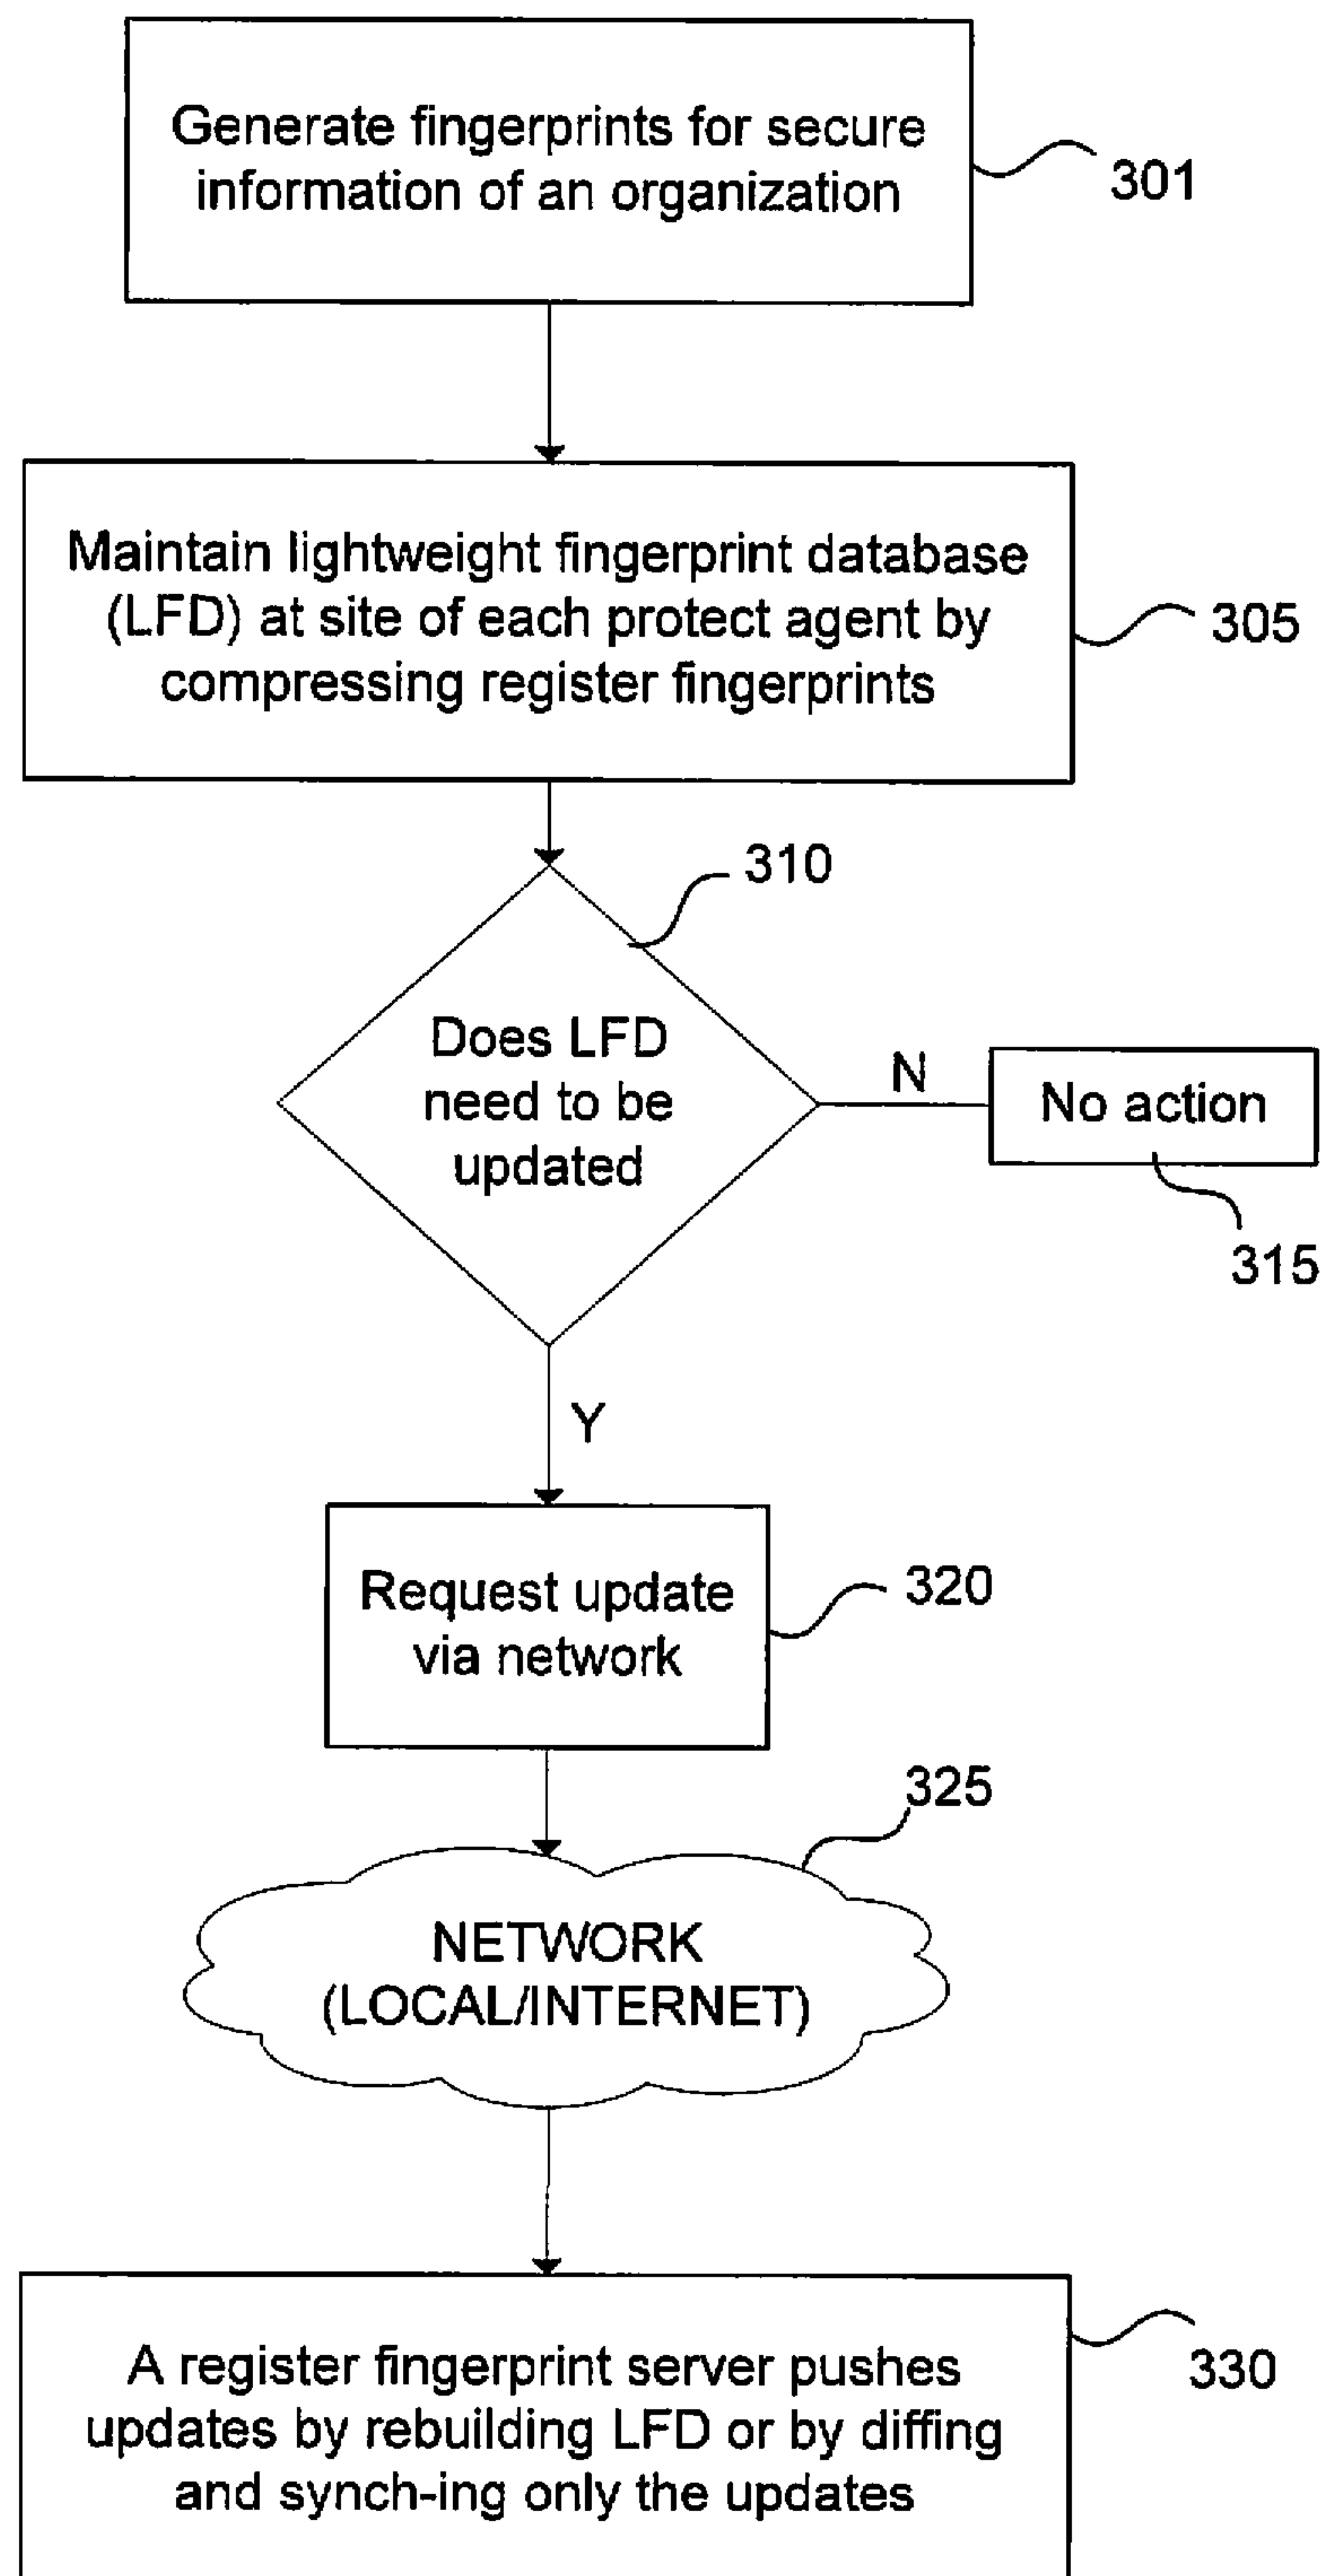 Generate fingerprints for secure
information of an organization
301
Maintain lightweight fingerprint database
(LFD) at site of each protect agent by
compressing register fingerprints
305
310
Does LFD
need to be
updated
N
No action
315
Y
Request update
via network
320
325
NETWORK
(LOCAL/INTERNET)
A register fingerprint server pushes
updates by rebuilding LFD or by diffing
and synch-ing only the updates
330